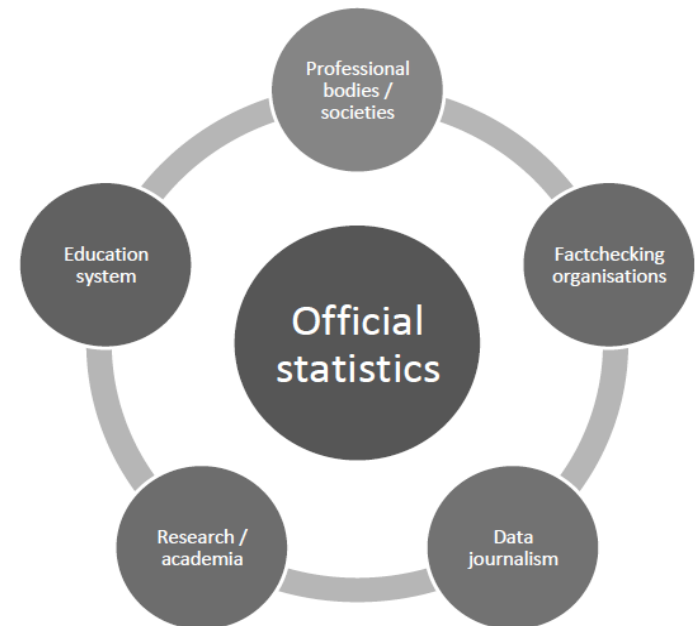 Professional
bodies /
societies
Education
system
Factchecking
organisations
Official
statistics
Research /
academia
Data
journalism